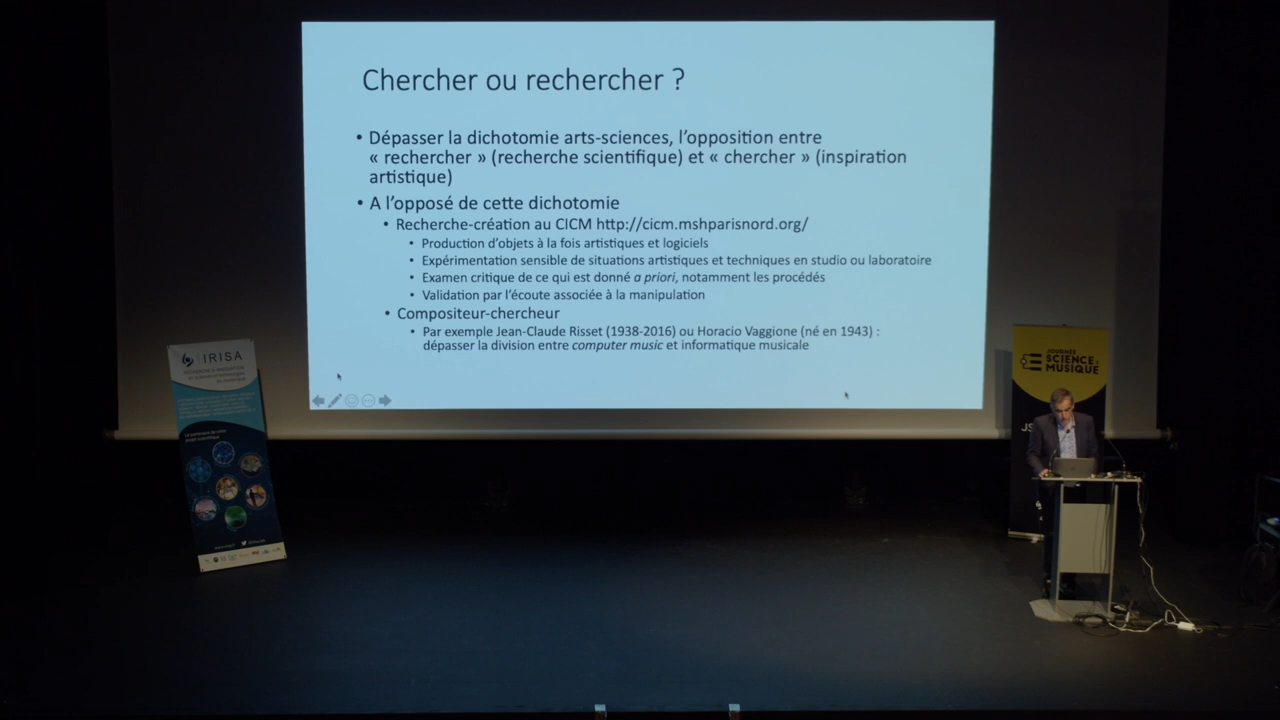 Chercher ou rechercher ?
• Dépasser la dichotomie arts-sciences, l'opposition entre
« rechercher » (recherche scientifique) et « chercher » (inspiration
artistique)
• A l'opposé de cette dichotomie
• Recherche-création au CICM http://cicm.mshparisnord.org/
• Production d'objets à la fois artistiques et logiciels
• Expérimentation sensible de situations artistiques et techniques en studio ou laboratoire
• Examen critique de ce qui est donné a priori, notamment les procédés
• Validation par l'écoute associée à la manipulation
• Compositeur-chercheur
• Par exemple Jean-Claude Risset (1938-2016) ou Horacio Vaggione (né en 1943) :
dépasser la division entre computer music et informatique musicale
IRISA
JOURNÉE
SCIENCE &
MUSIQUE
JS